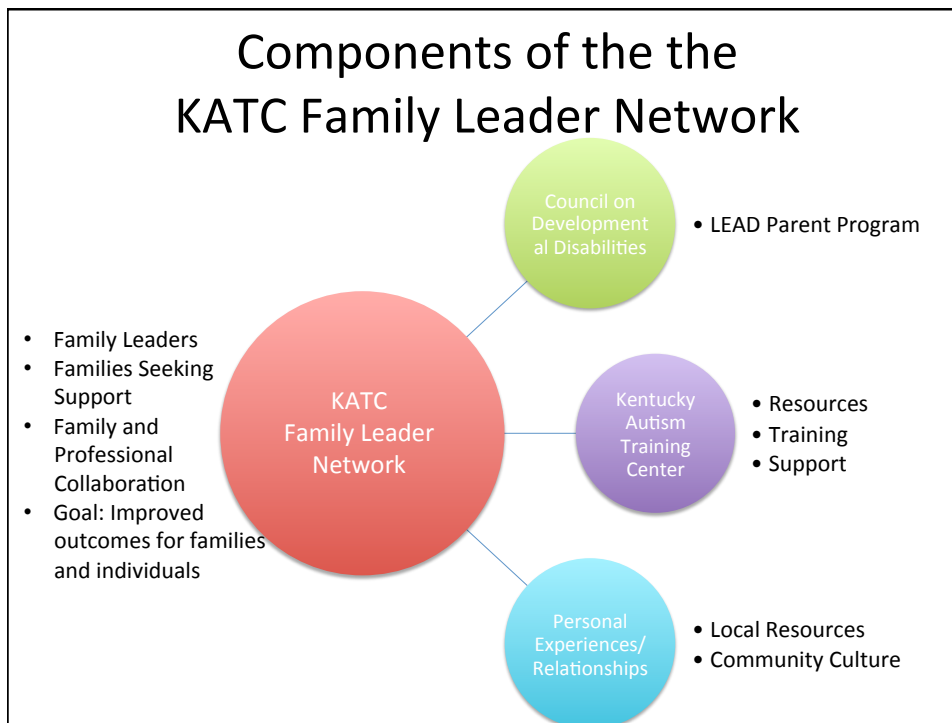 Components of the the
KATC Family Leader Network
Council on
Development
al Disabilities
• LEAD Parent Program
• Family Leaders
• Families Seeking
Support
• Family and
Professional
Collaboration
• Goal: Improved
outcomes for families
and individuals
KATC
Family Leader
Network
Kentucky
Autism
Training
Center
• Resources
• Training
• Support
Personal
Experiences/
Relationships
• Local Resources
• Community Culture